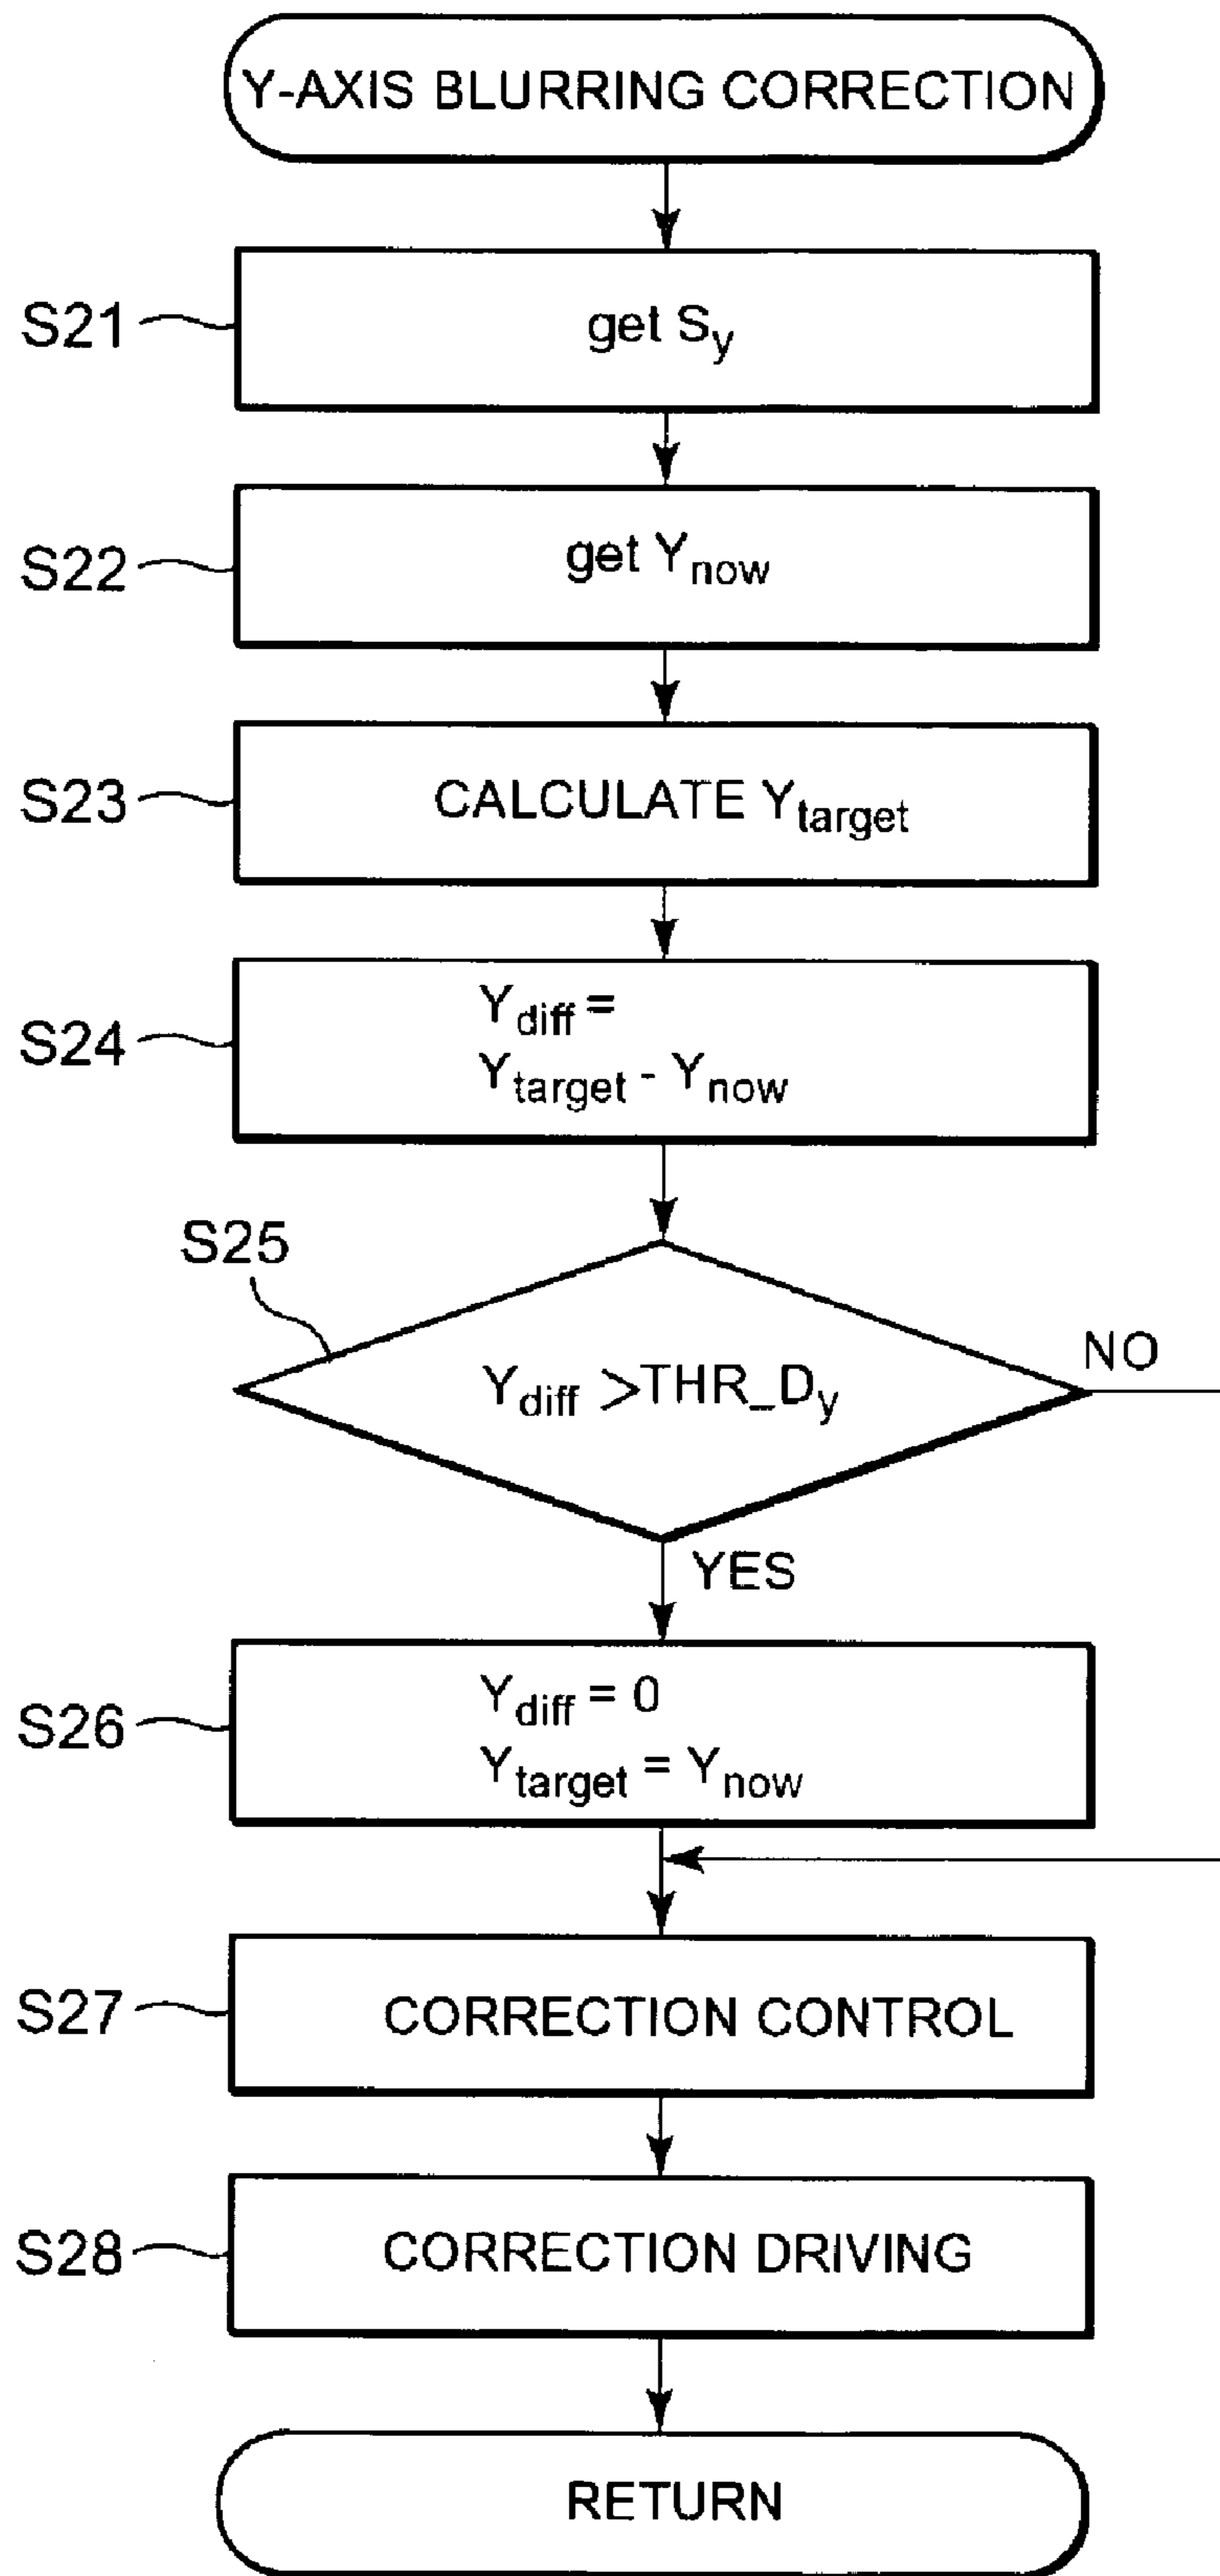 Y-AXIS BLURRING CORRECTION
S21
get Sy
S22
get Ynow
S23
CALCULATE Ytarget
S24
Ydiff =
Ytarget - Ynow
S25
Ydiff >THR_Dy
NO
YES
S26
Ydiff = 0
Ytarget = Ynow
S27
CORRECTION CONTROL
S28
CORRECTION DRIVING
RETURN